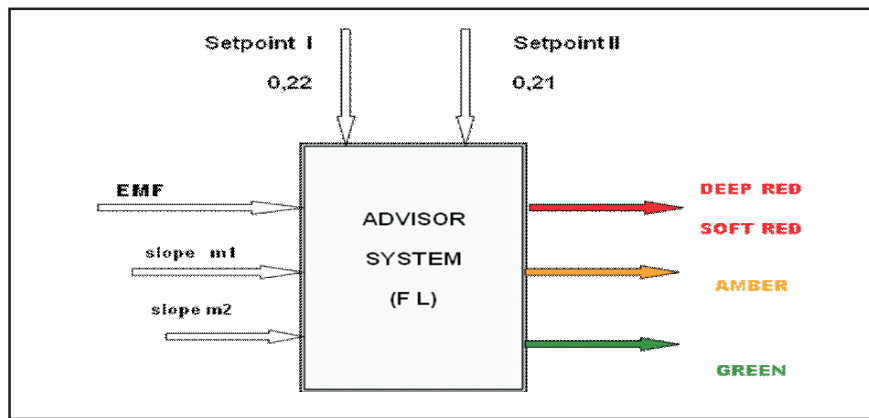 Setpoint I
0,22
Setpoint II
0,21
EMF
slope m1
slope m2
ADVISOR
SYSTEM
(F L)
DEEP RED
SOFT RED
AMBER
GREEN